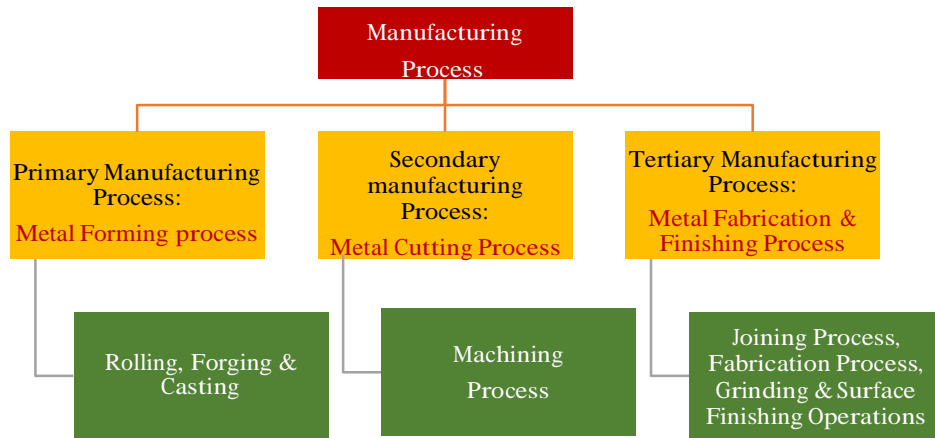 Manufacturing
Process
Primary Manufacturing
Process:
Metal Forming process
Secondary
manufacturing
Process:
Metal Cutting Process
Tertiary Manufacturing
Process:
Metal Fabrication &
Finishing Process
Rolling, Forging &
Casting
Machining
Process
Joining Process,
Fabrication Process,
Grinding & Surface
Finishing Operations